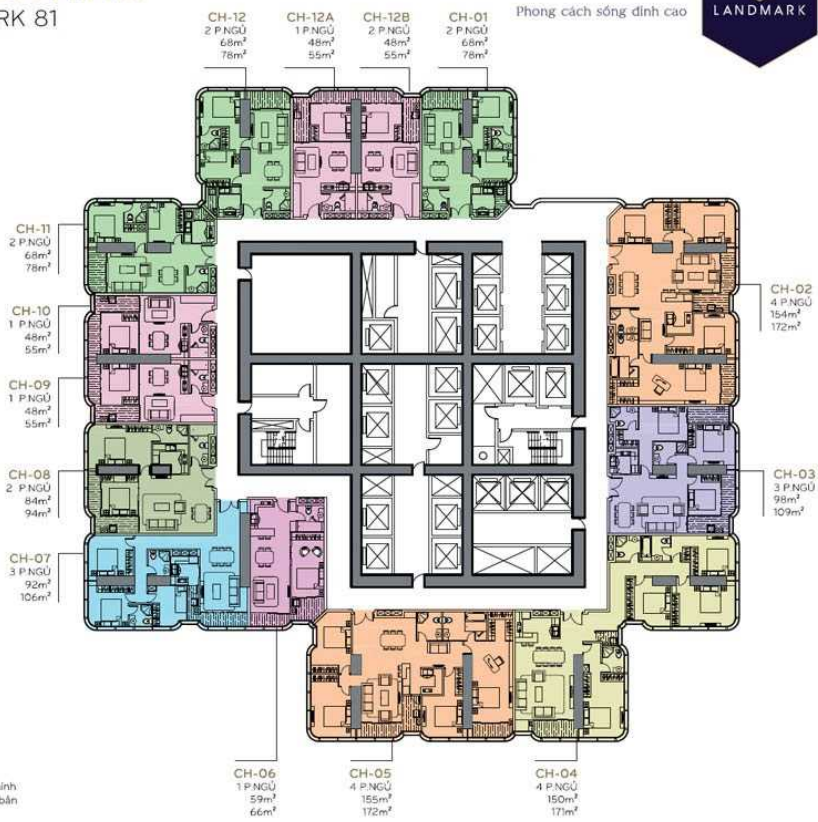 RK 81
Phong cách sống đỉnh cao
LANDMARK
CH-12
2 P.NGỦ
68m²
78m²
CH-12A
1 P.NGỦ
48m²
55m²
CH-12B
2 P.NGỦ
48m²
55m²
CH-01
2 P.NGỦ
68m²
78m²
CH-11
2 P.NGỦ
68m²
78m²
CH-10
1 P.NGỦ
48m²
55m²
CH-09
1 P.NGỦ
48m²
55m²
CH-08
2 P.NGỦ
84m²
94m²
CH-07
3 P.NGỦ
92m²
106m²
CH-02
4 P.NGỦ
154m²
172m²
CH-03
3 P.NGỦ
98m²
109m²
CH-06
1 P.NGỦ
59m²
66m²
CH-05
4 P.NGỦ
155m²
172m²
CH-04
4 P.NGỦ
150m²
171m²
ình
bán